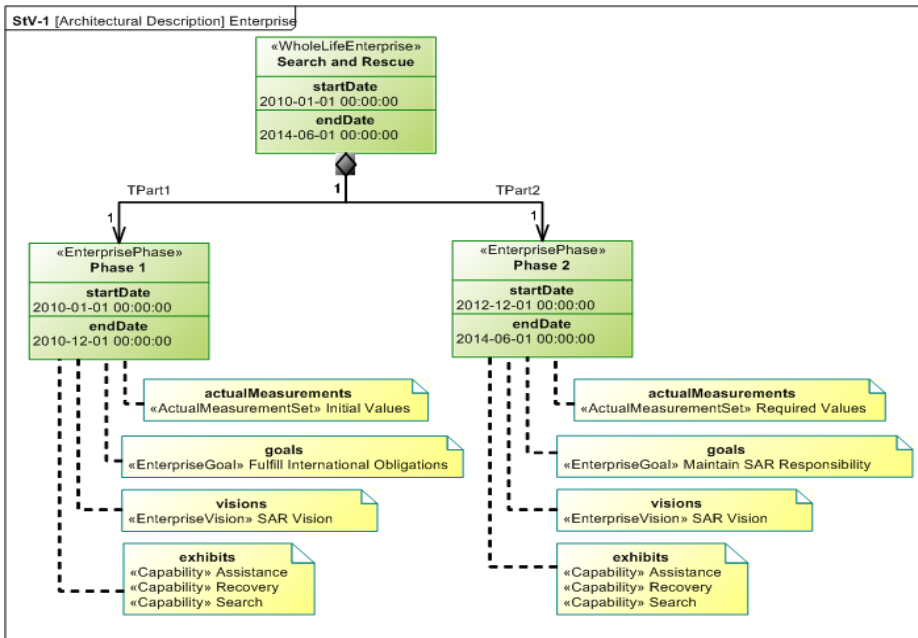 StV-1 [Architectural Description] Enterprise
«WholeLifeEnterprise»
Search and Rescue
startDate
2010-01-01 00:00:00
endDate
2014-06-01 00:00:00
1
TPart1
TPart2
1
1
«EnterprisePhase»
Phase 1
startDate
2010-01-01 00:00:00
endDate
2010-12-01 00:00:00
actualMeasurements
«ActualMeasurementSet» Initial Values
goals
«EnterpriseGoal» Fulfill International Obligations
visions
«EnterpriseVision» SAR Vision
exhibits
«Capability» Assistance
«Capability» Recovery
«Capability» Search
«EnterprisePhase»
Phase 2
startDate
2012-12-01 00:00:00
endDate
2014-06-01 00:00:00
actualMeasurements
«ActualMeasurementSet» Required Values
goals
«EnterpriseGoal» Maintain SAR Responsibility
visions
«EnterpriseVision» SAR Vision
exhibits
«Capability» Assistance
«Capability» Recovery
«Capability» Search